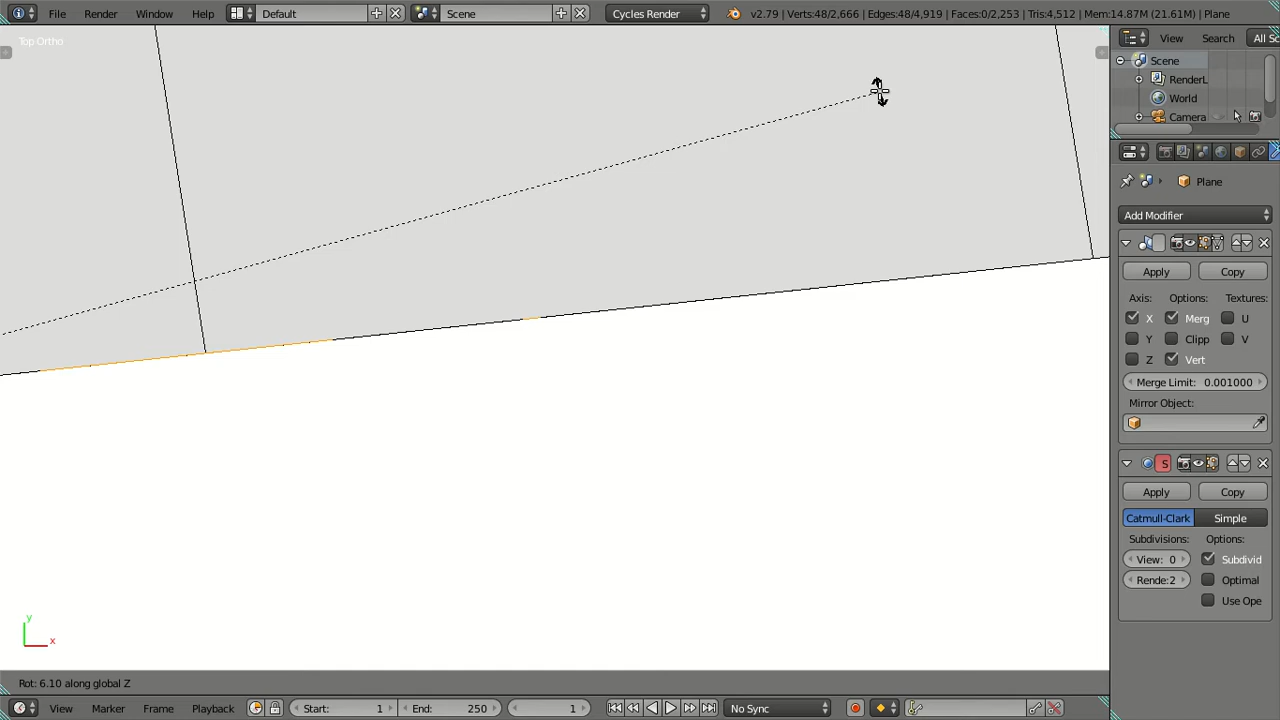 File Render Window Help Default Scene Cycles Render v2.79 | Verts:48/2,666 | Edges:48/4,919 | Faces:0/2,253 | Tris:4,512 | Mem:14.87M (21.61M) | Plane
Top Ortho
View Search All Sc
Scene
RenderL
World
Camera
Plane
Add Modifier
Apply Copy
Axis: Options: Textures:
X Merg U
Y Clipp V
Z Vert
Merge Limit: 0.001000
Mirror Object:
S
Apply Copy
Catmull-Clark Simple
Subdivisions: Options:
View: 0 Subdivid
Rende:2 Optimal
Use Ope
y
x
Rot: 6.10 along global Z
View Marker Frame Playback Start: 1 End: 250 1 No Sync